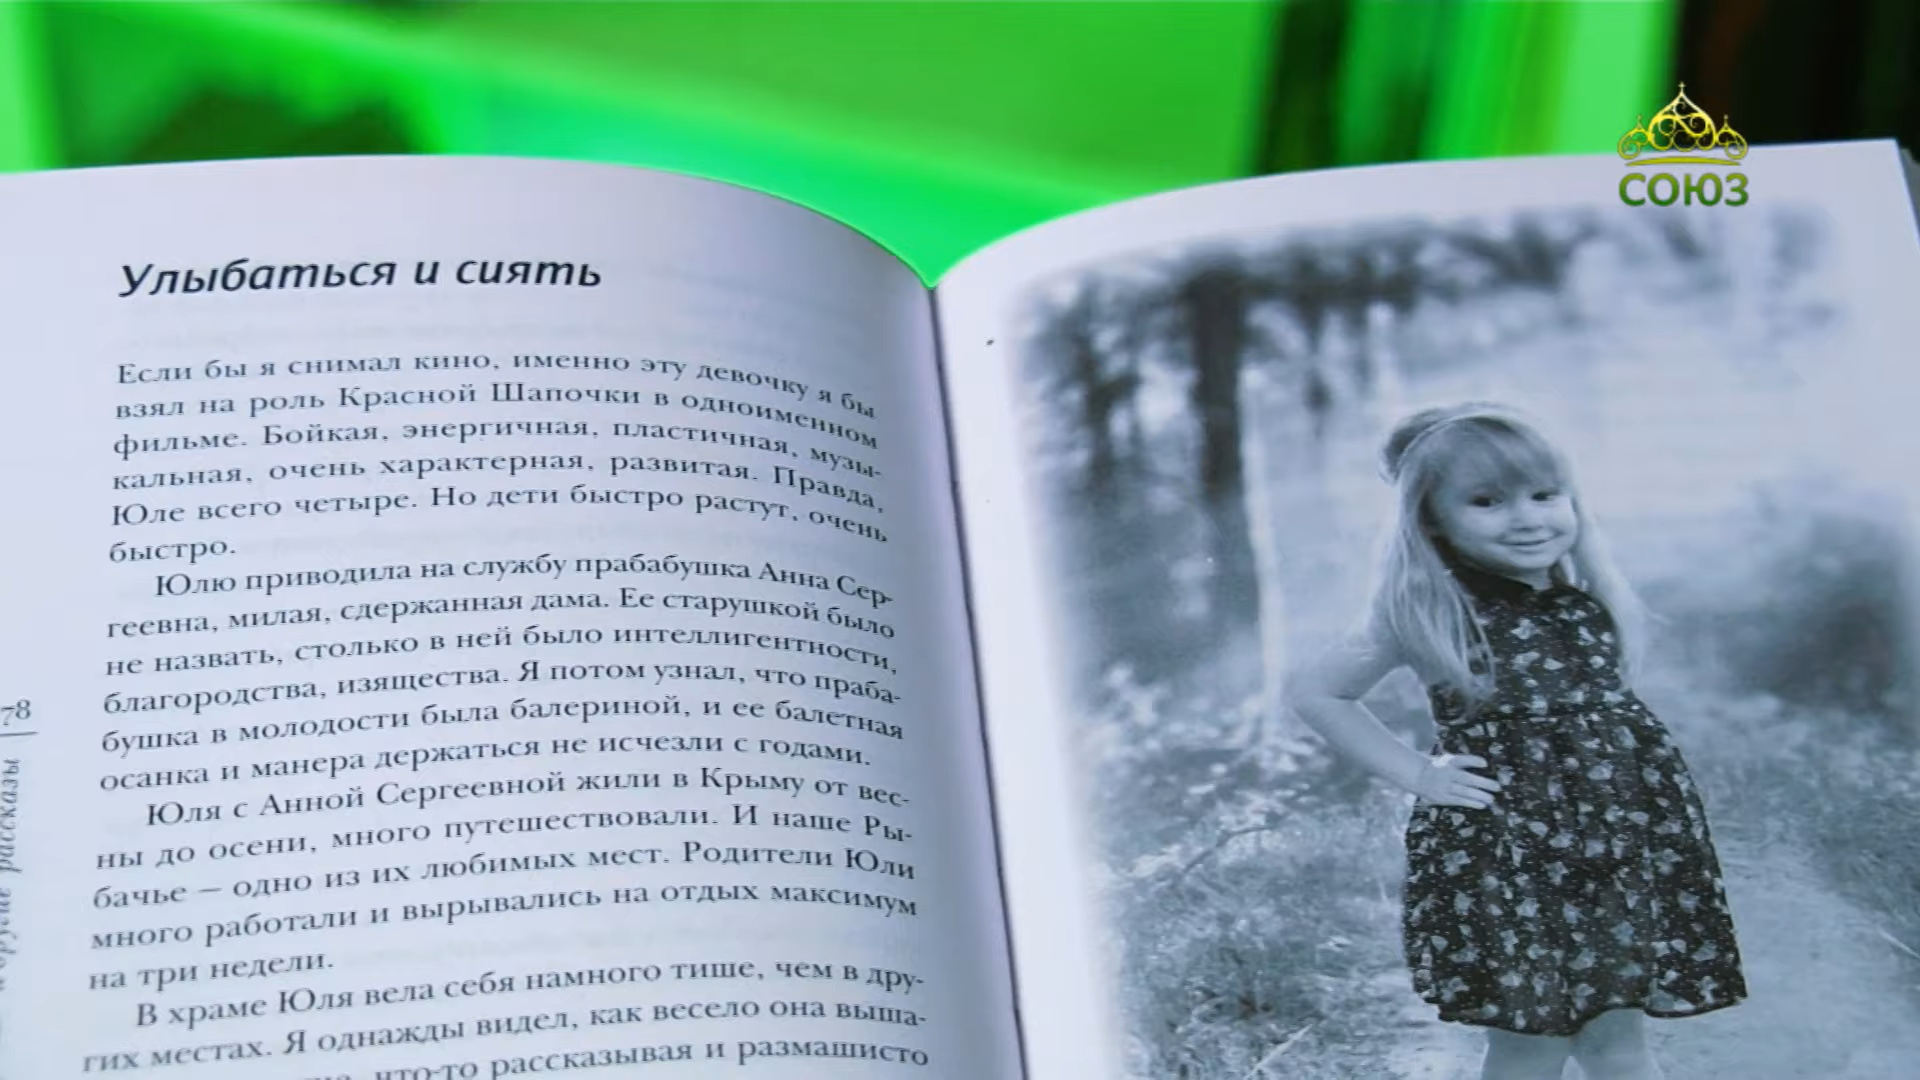 СОЮЗ
Улыбаться и сиять
Если бы я снимал кино, именно эту девочку я бы
взял на роль Красной Шапочки в одноименном
фильме. Бойкая, энергичная, пластичная, музы-
кальная, очень характерная, развитая. Правда,
Юле всего четыре. Но дети быстро растут, очень
быстро.
Юлю приводила на службу прабабушка Анна Сер-
геевна, милая, сдержанная дама. Ее старушкой было
не назвать, столько в ней было интеллигентности,
благородства, изящества. Я потом узнал, что праба-
бушка в молодости была балериной, и ее балетная
осанка и манера держаться не исчезли с годами.
Юля с Анной Сергеевной жили в Крыму от вес-
ны до осени, много путешествовали. И наше Ры-
бачье — одно из их любимых мест. Родители Юли
много работали и вырывались на отдых максимум
на три недели.
В храме Юля вела себя намного тише, чем в дру-
гих местах. Я однажды видел, как весело она выша-
что-то рассказывая и размашисто
78
другие рассказы